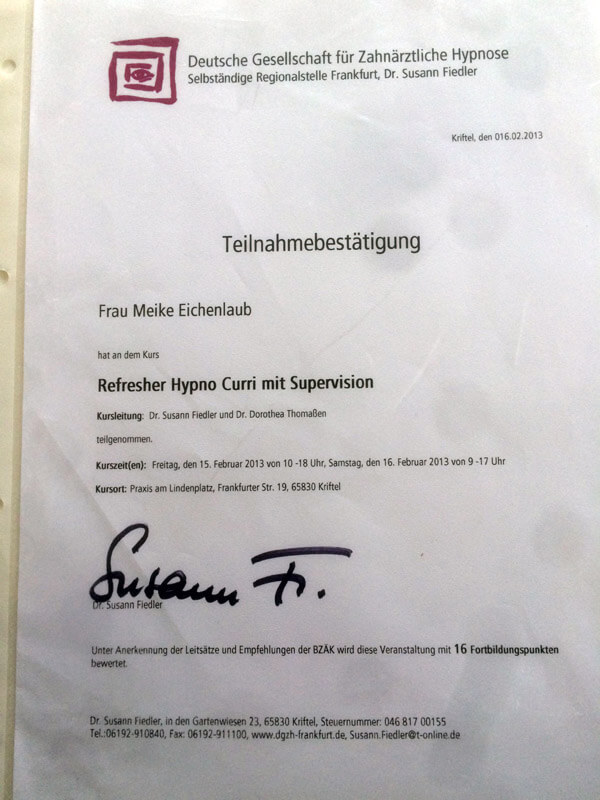 Deutsche Gesellschaft für Zahnärztliche Hypnose
Selbständige Regionalstelle Frankfurt, Dr. Susann Fiedler
Kriftel, den 016.02.2013
Teilnahmebestätigung
Frau Meike Eichenlaub
hat an dem Kurs
Refresher Hypno Curri mit Supervision
Kursleitung: Dr. Susann Fiedler und Dr. Dorothea Thomaßen
teilgenommen.
Kurszeit(en): Freitag, den 15. Februar 2013 von 10 -18 Uhr, Samstag, den 16. Februar 2013 von 9 -17 Uhr
Kursort: Praxis am Lindenplatz, Frankfurter Str. 19, 65830 Kriftel
Susann F.
Dr. Susann Fiedler
Unter Anerkennung der Leitsätze und Empfehlungen der BZÄK wird diese Veranstaltung mit 16 Fortbildungspunkten
bewertet.
Dr. Susann Fiedler, in den Gartenwiesen 23, 65830 Kriftel, Steuernummer: 046 817 00155
Tel.:06192-910840, Fax: 06192-911100, www.dgzh-frankfurt.de, Susann.Fiedler@t-online.de